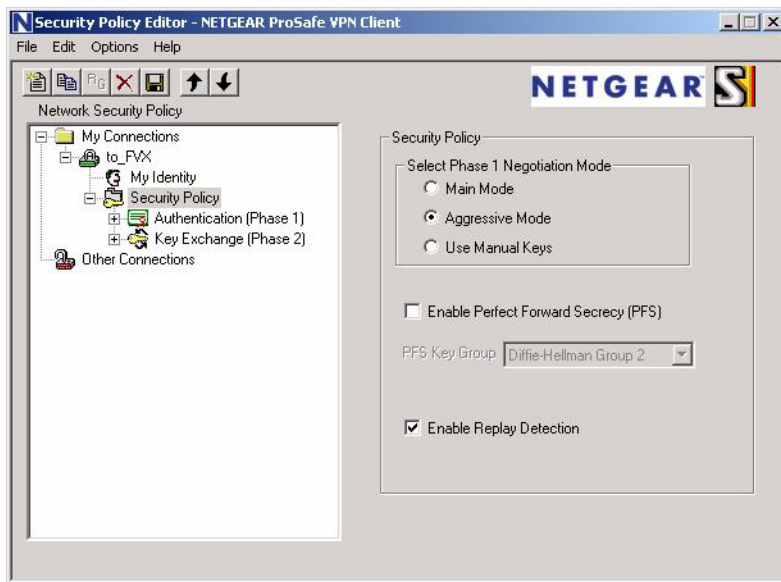 Security Policy Editor - NETGEAR ProSafe VPN Client
File Edit Options Help
NETGEAR
Network Security Policy
My Connections
to_FVX
My Identity
Security Policy
Authentication (Phase 1)
Key Exchange (Phase 2)
Other Connections
Security Policy
Select Phase 1 Negotiation Mode
Main Mode
Aggressive Mode
Use Manual Keys
Enable Perfect Forward Secrecy (PFS)
PFS Key Group Diffie-Hellman Group 2
Enable Replay Detection